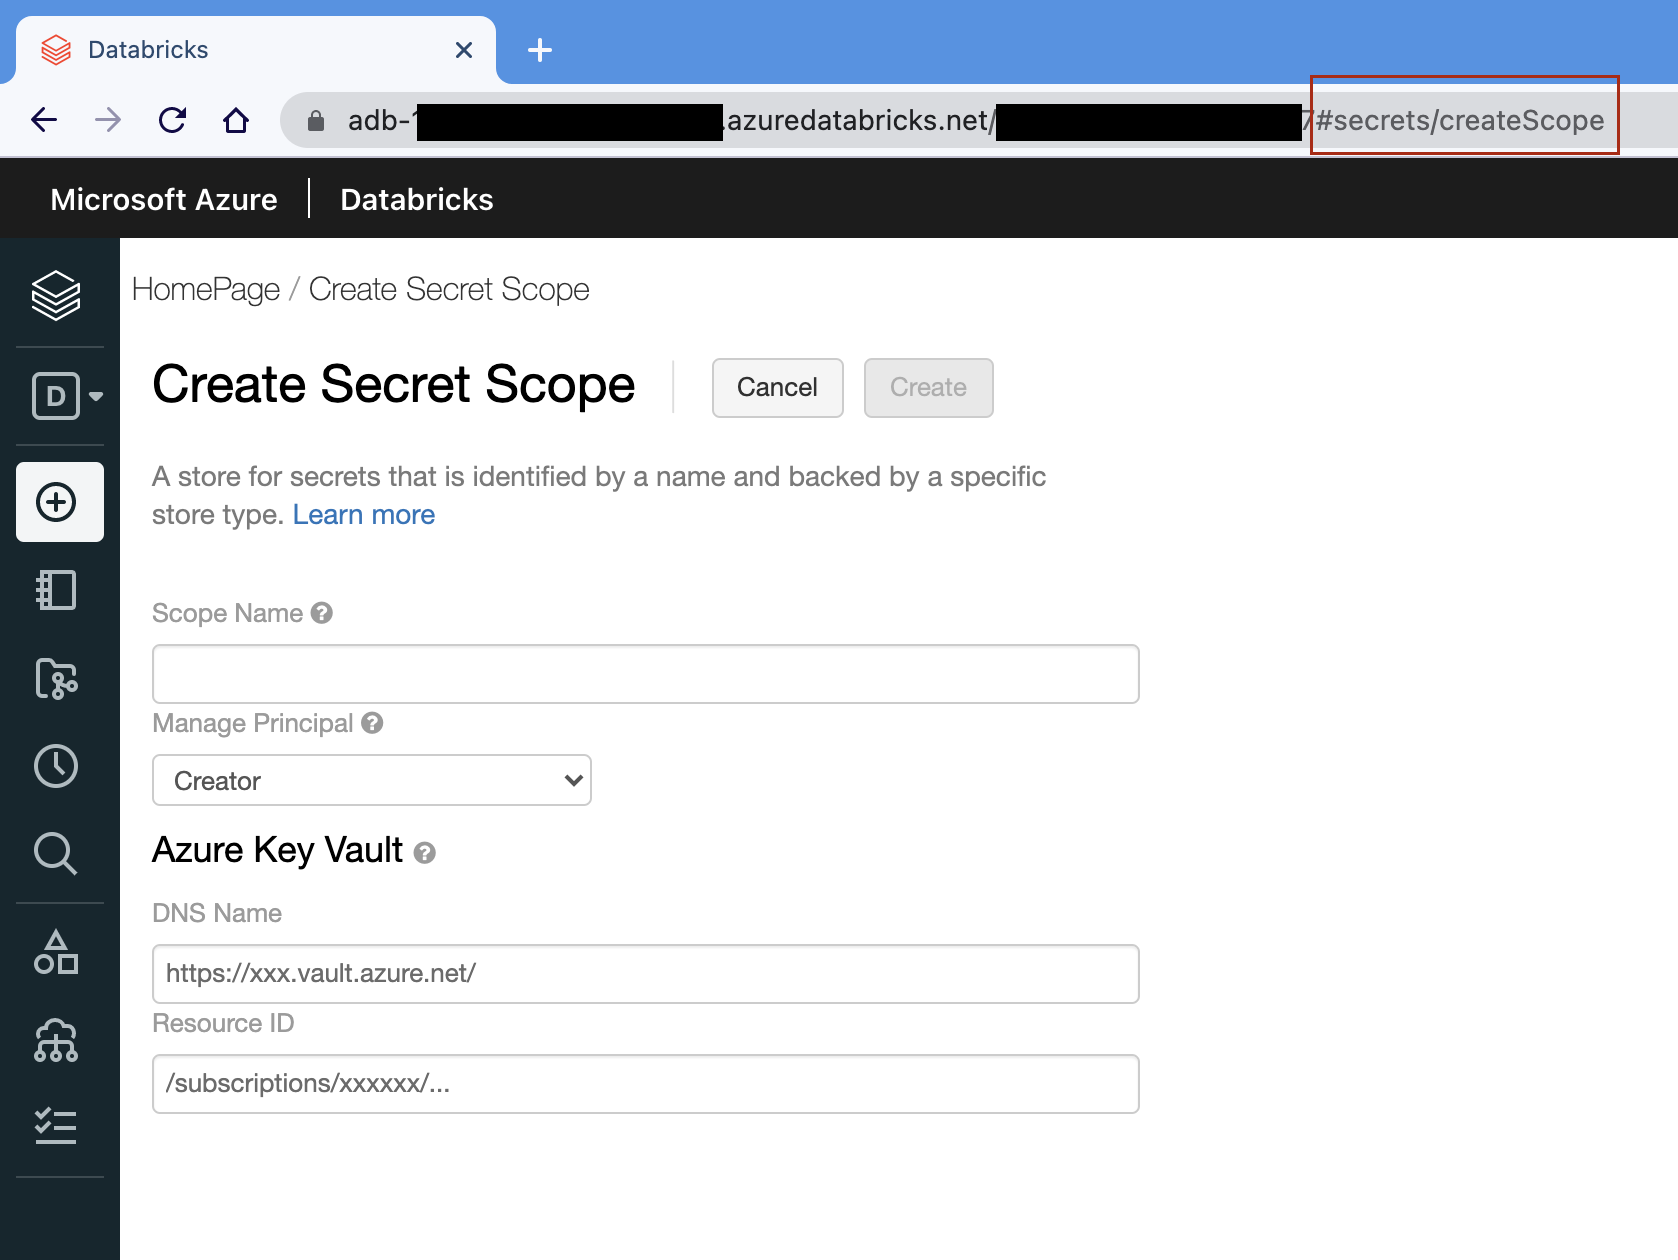 Databricks
adb-1 .azuredatabricks.net/ 7#secrets/createScope
Microsoft Azure Databricks
D
HomePage / Create Secret Scope
Create Secret Scope Cancel Create
A store for secrets that is identified by a name and backed by a specific
store type. Learn more
Scope Name ?
Manage Principal ?
Creator
Azure Key Vault ?
DNS Name
https://xxx.vault.azure.net/
Resource ID
/subscriptions/xxxxxx/...